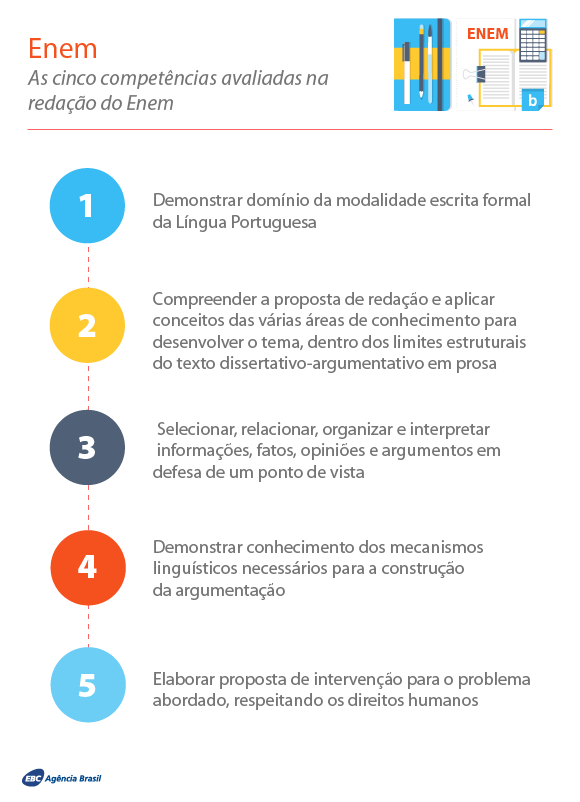 Enem
As cinco competências avaliadas na
redação do Enem
ENEM
b
1
Demonstrar domínio da modalidade escrita formal
da Língua Portuguesa
2
Compreender a proposta de redação e aplicar
conceitos das várias áreas de conhecimento para
desenvolver o tema, dentro dos limites estruturais
do texto dissertativo-argumentativo em prosa
3
Selecionar, relacionar, organizar e interpretar
informações, fatos, opiniões e argumentos em
defesa de um ponto de vista
4
Demonstrar conhecimento dos mecanismos
linguísticos necessários para a construção
da argumentação
5
Elaborar proposta de intervenção para o problema
abordado, respeitando os direitos humanos
EBC Agência Brasil